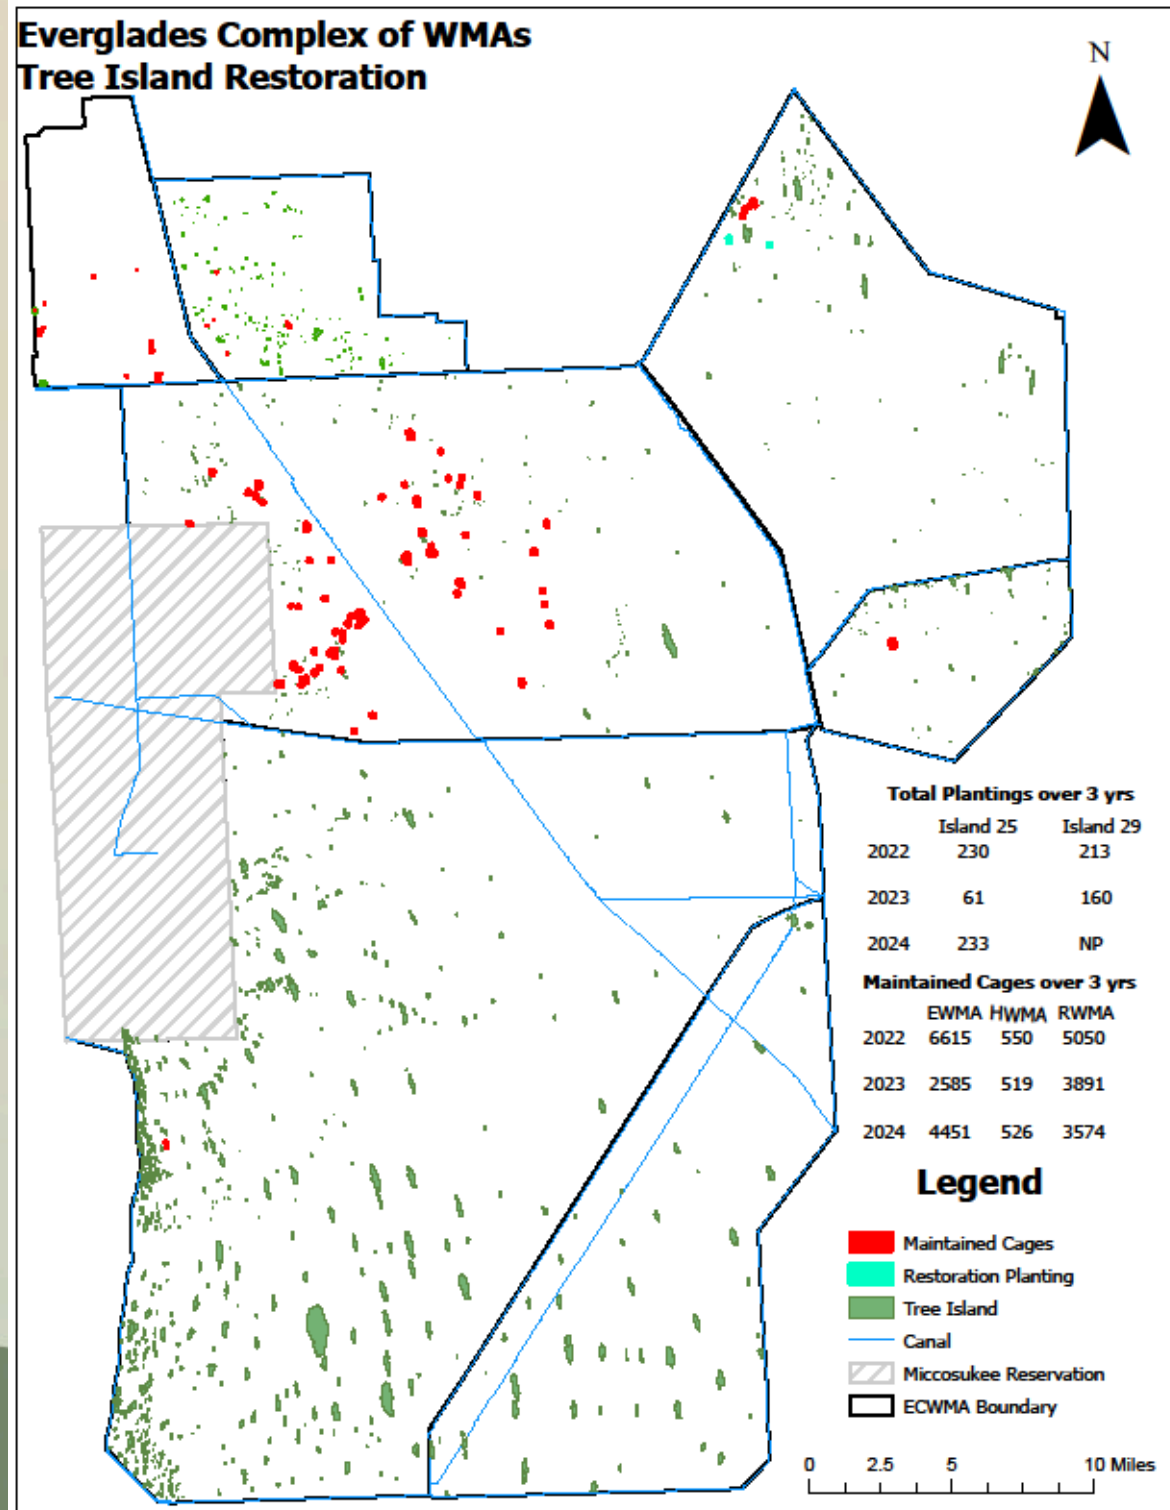 Everglades Complex of WMAs
Tree Island Restoration
N
Total Plantings over 3 yrs
Island 25 Island 29
2022 230 213
2023 61 160
2024 233 NP
Maintained Cages over 3 yrs
EWMA HWMA RWMA
2022 6615 550 5050
2023 2585 519 3891
2024 4451 526 3574
Legend
Maintained Cages
Restoration Planting
Tree Island
Canal
Miccosukee Reservation
ECWMA Boundary
0 2.5 5 10 Miles